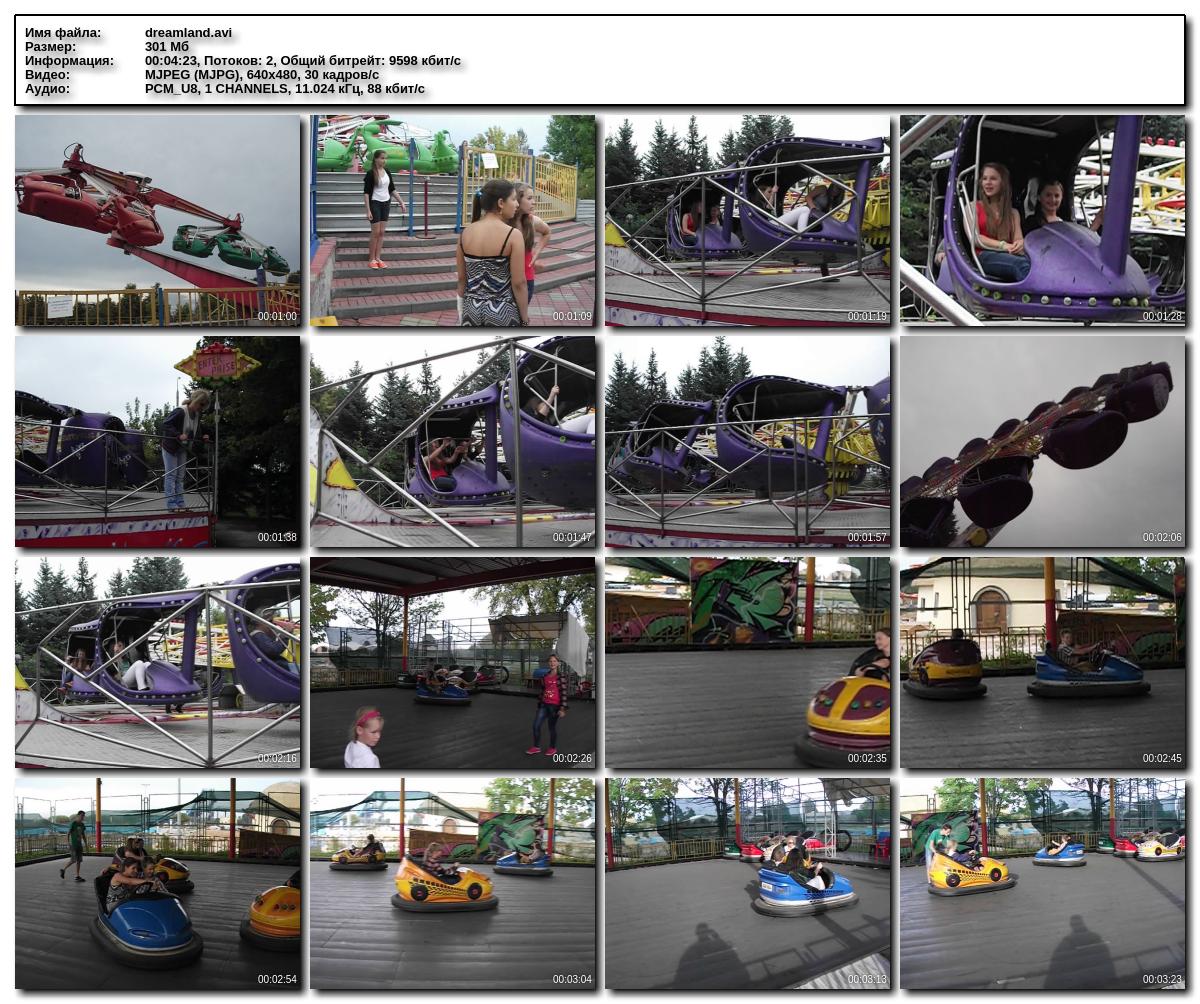 Имя файла: dreamland.avi
Размер: 301 Мб
Информация: 00:04:23, Потоков: 2, Общий битрейт: 9598 кбит/с
Видео: MJPEG (MJPG), 640x480, 30 кадров/с
Аудио: PCM_U8, 1 CHANNELS, 11.024 кГц, 88 кбит/с
00:01:00
00:01:09
00:01:19
00:01:28
ENTER
PRISE
00:01:38
00:01:47
00:01:57
00:02:06
00:02:16
00:02:26
00:02:35
00:02:45
00:02:54
00:03:04
00:03:13
00:03:23